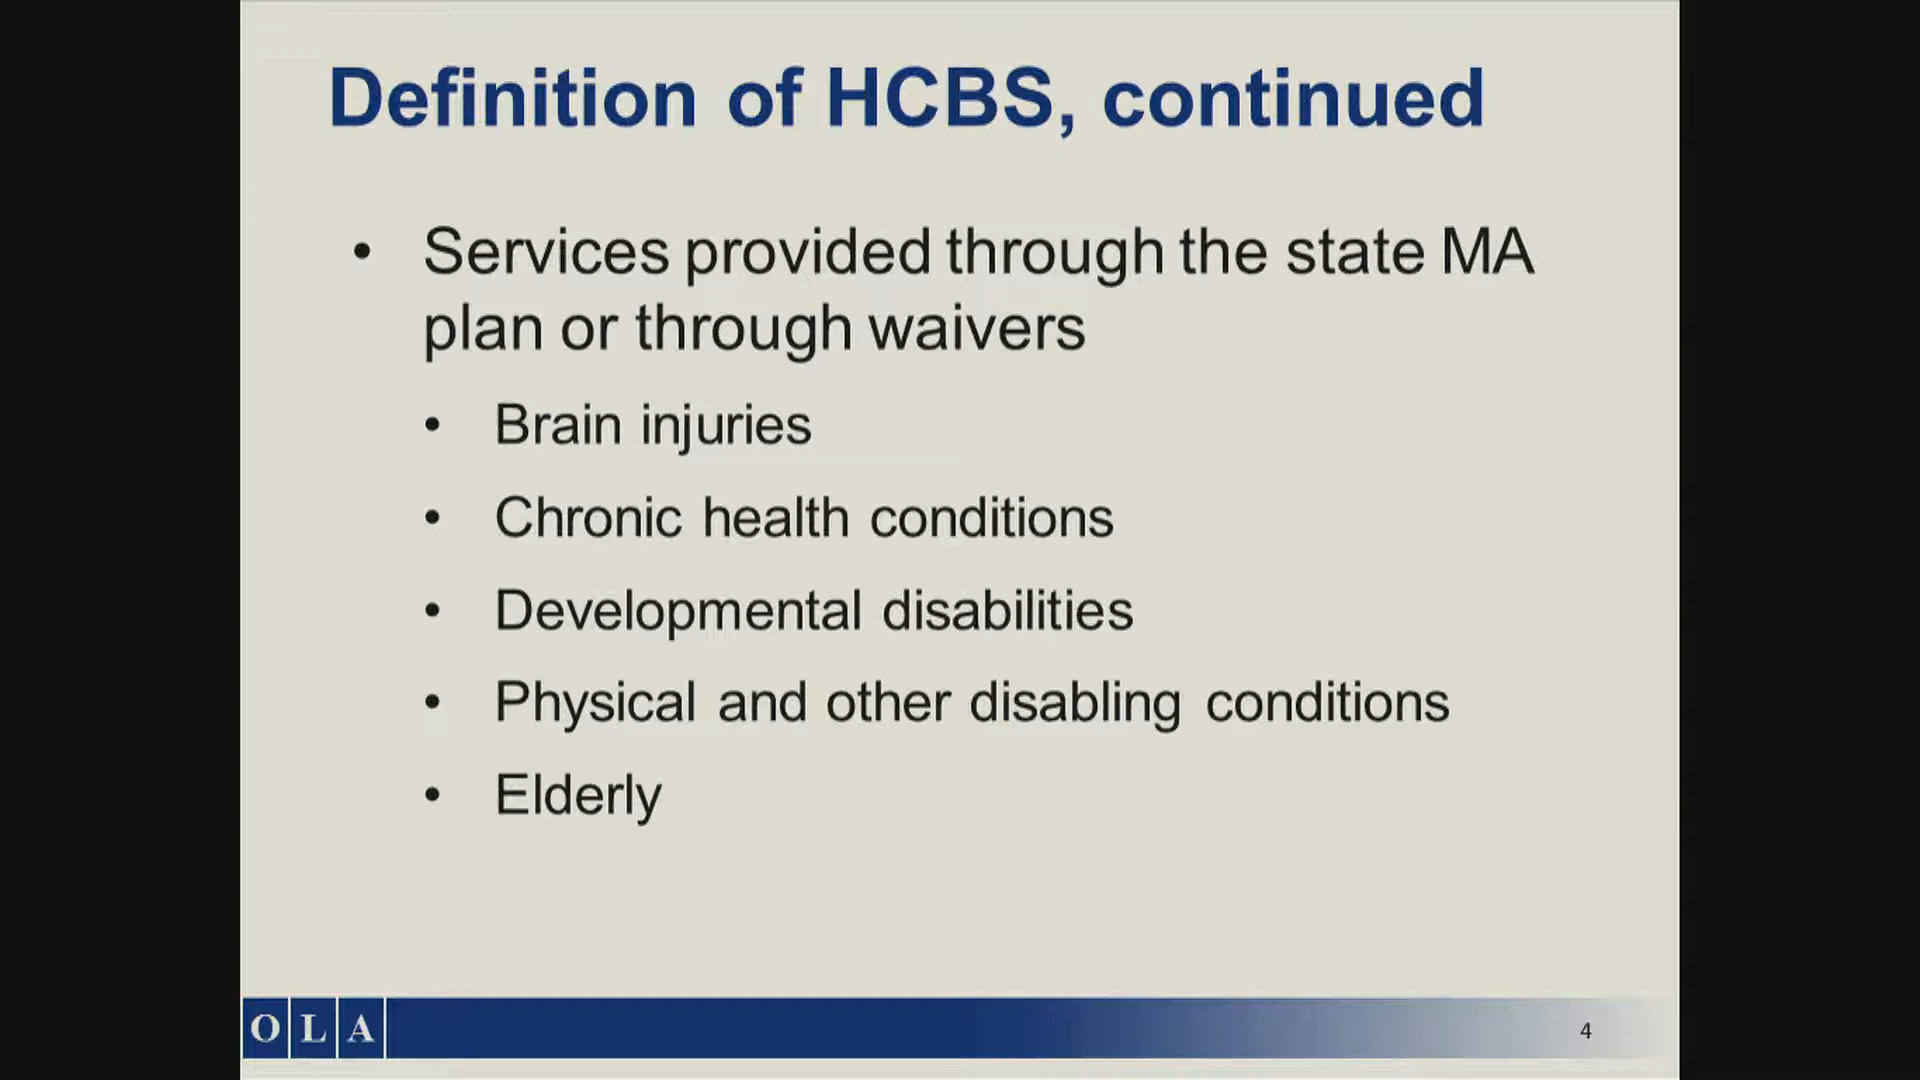 Definition of HCBS, continued
• Services provided through the state MA
plan or through waivers
• Brain injuries
• Chronic health conditions
• Developmental disabilities
• Physical and other disabling conditions
• Elderly
OLA
4